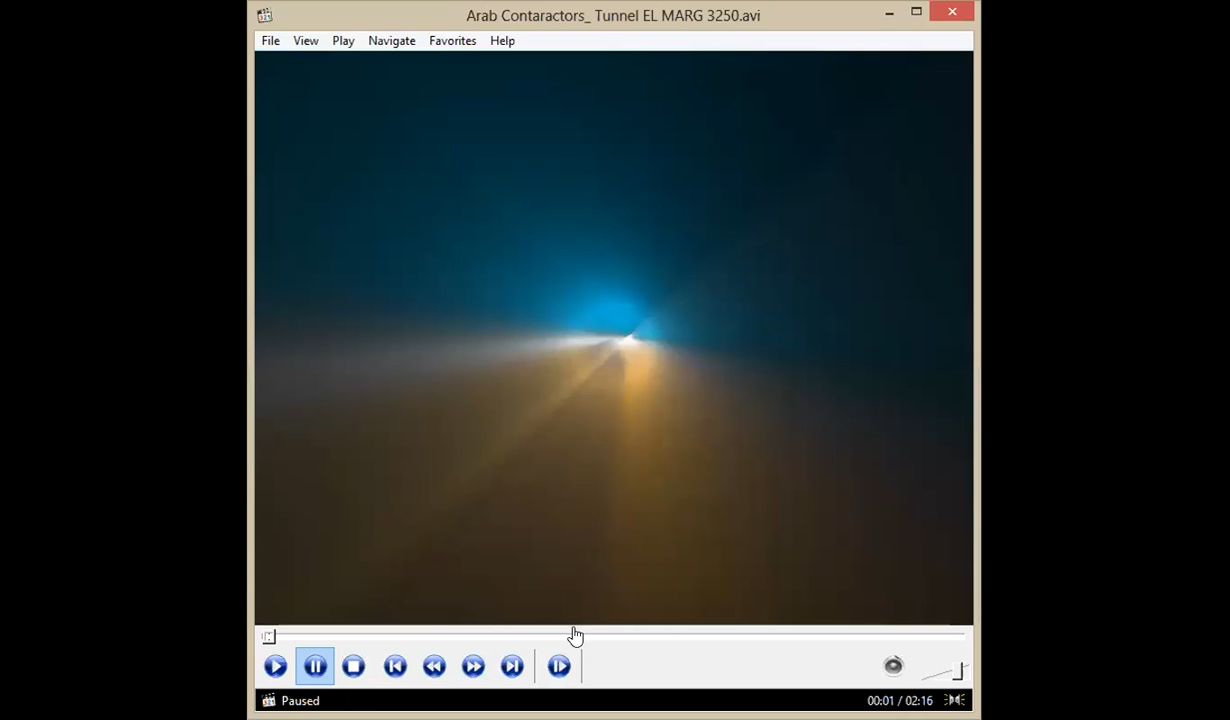 Arab Contaractors_ Tunnel EL MARG 3250.avi
File View Play Navigate Favorites Help
Paused
00:01 / 02:16